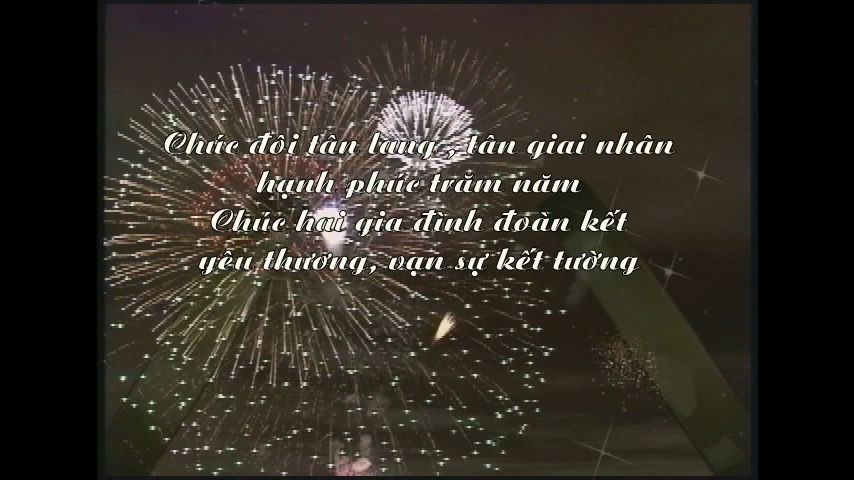 Chúc đôi tân lang , tân giai nhân
hạnh phúc trăm năm
Chúc hai gia đình đoàn kết
yêu thương, vạn sự kết tường